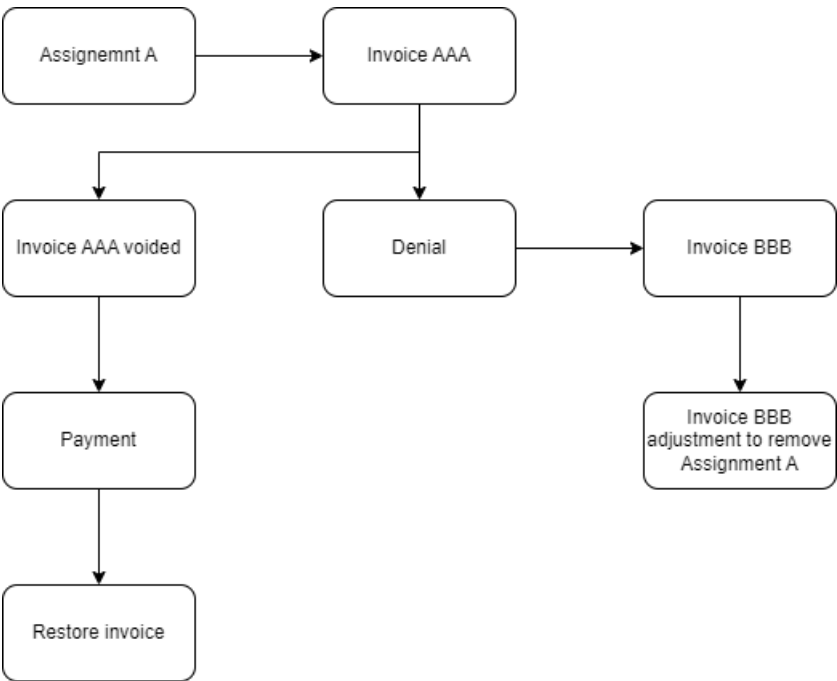 Assignemnt A
Invoice AAA
Invoice AAA voided
Denial
Invoice BBB
Payment
Invoice BBB
adjustment to remove
Assignment A
Restore invoice